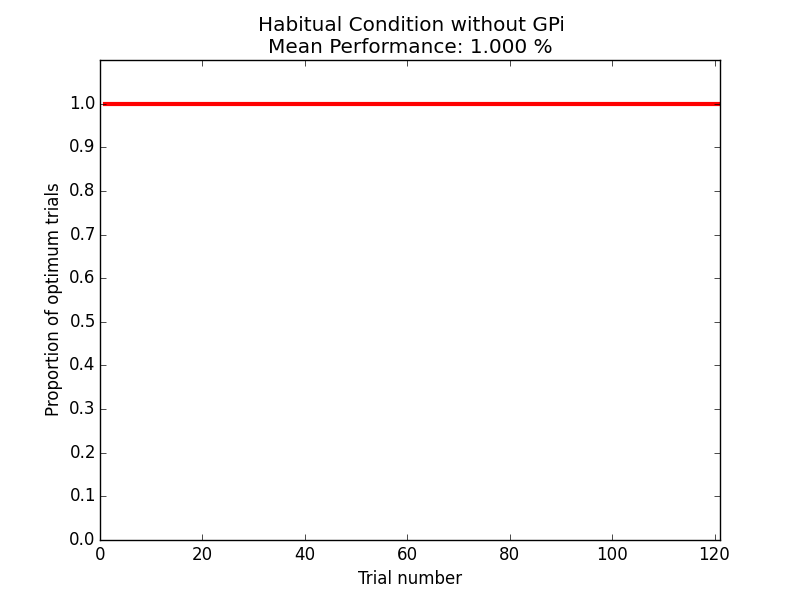 Habitual Condition without GPi
Mean Performance: 1.000 %
1.0
0.9
0.8
0.7
0.6
0.5
0.4
0.3
0.2
0.1
0.0
Proportion of optimum trials
0 20 40 60 80 100 120
Trial number